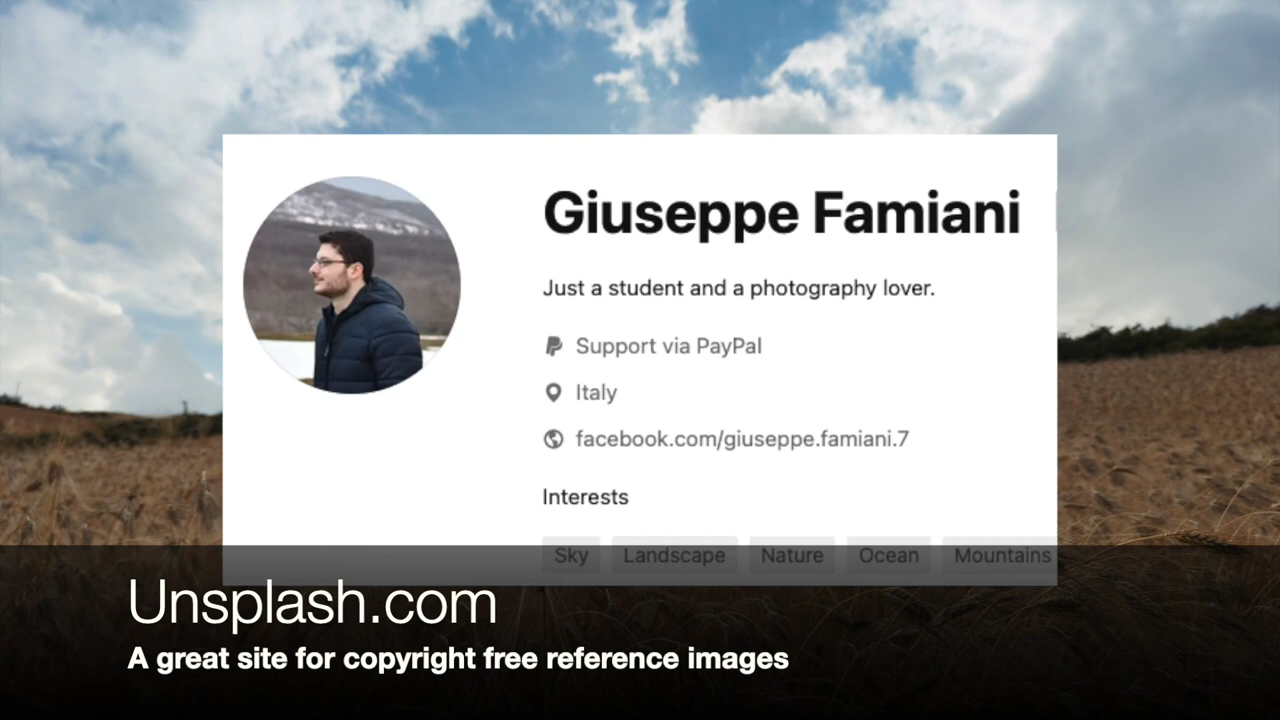 Giuseppe Famiani
Just a student and a photography lover.
Support via PayPal
Italy
facebook.com/giuseppe.famiani.7
Interests
Sky Landscape Nature Ocean Mountains
Unsplash.com
A great site for copyright free reference images